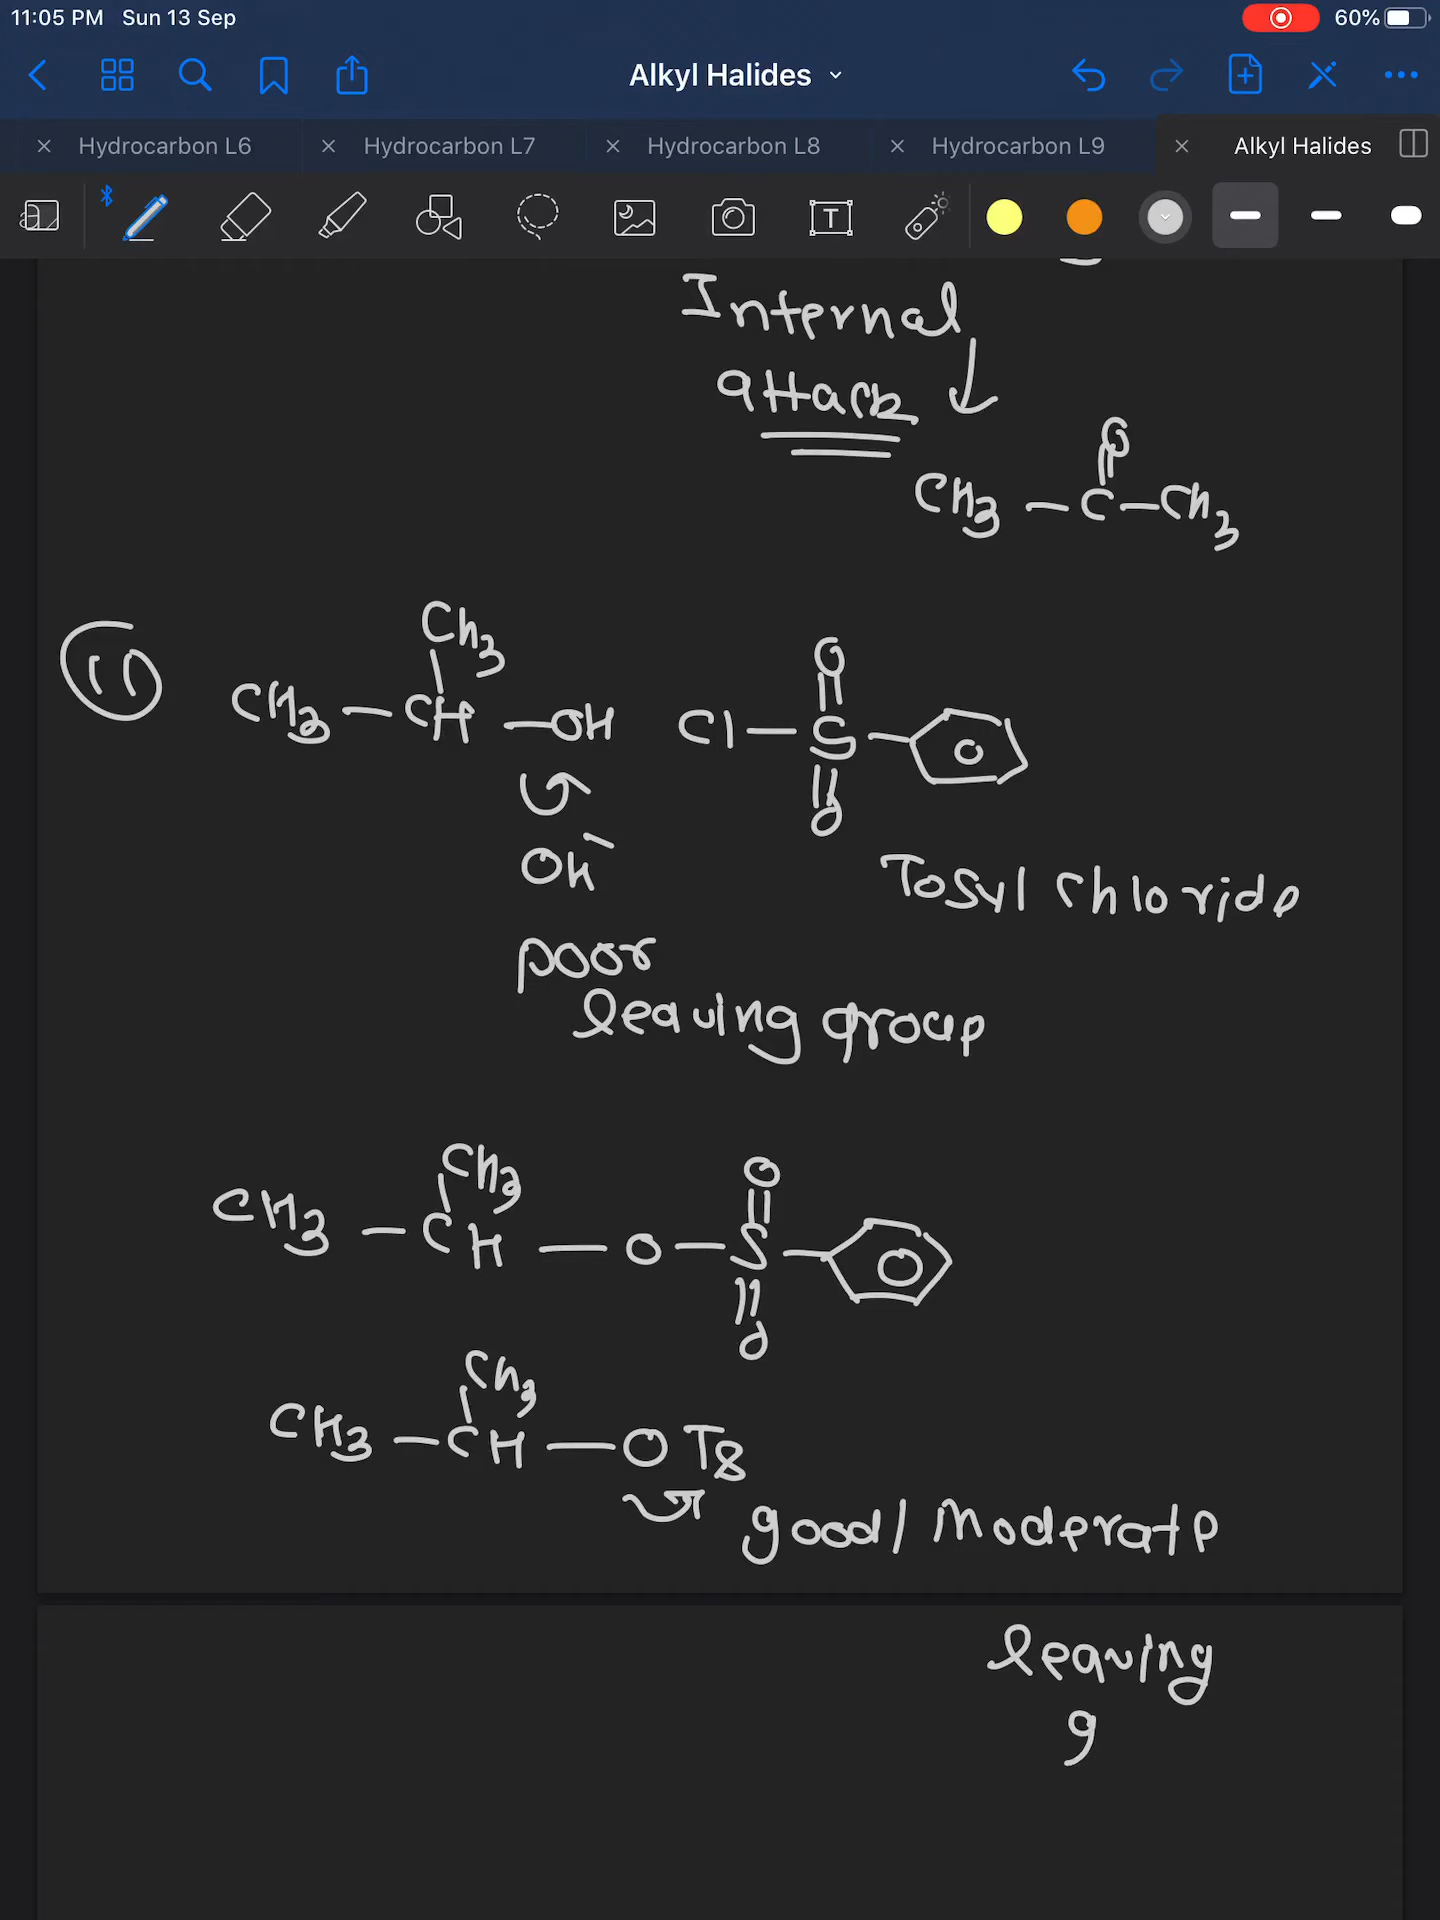 11:05 PM Sun 13 Sep 60%
Alkyl Halides
Hydrocarbon L6 Hydrocarbon L7 Hydrocarbon L8 Hydrocarbon L9 Alkyl Halides
Internal
attack
O
CH3 - C - CH3
11
CH3 O
CH3 - CH - OH Cl - S -
O
OH-
Tosyl Chloride
poor
leaving group
CH3 O
CH3 - CH - O - S -
O
CH3
CH3 - CH - OTs
good/ Moderate
leaving
g